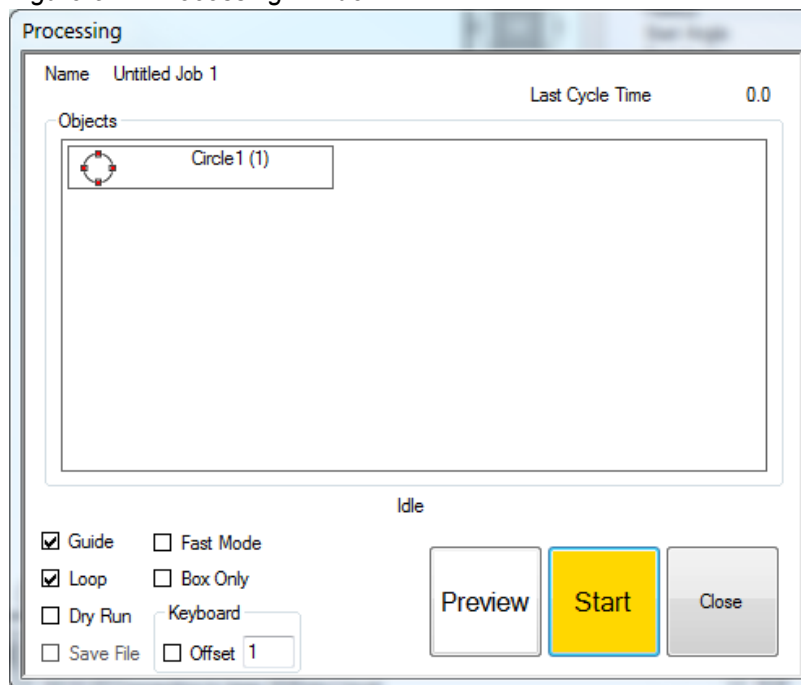 Processing
Name Untitled Job 1
Last Cycle Time 0.0
Objects
Circle1 (1)
Idle
Guide Fast Mode
Loop Box Only
Dry Run Keyboard
Save File Offset 1
Preview Start Close